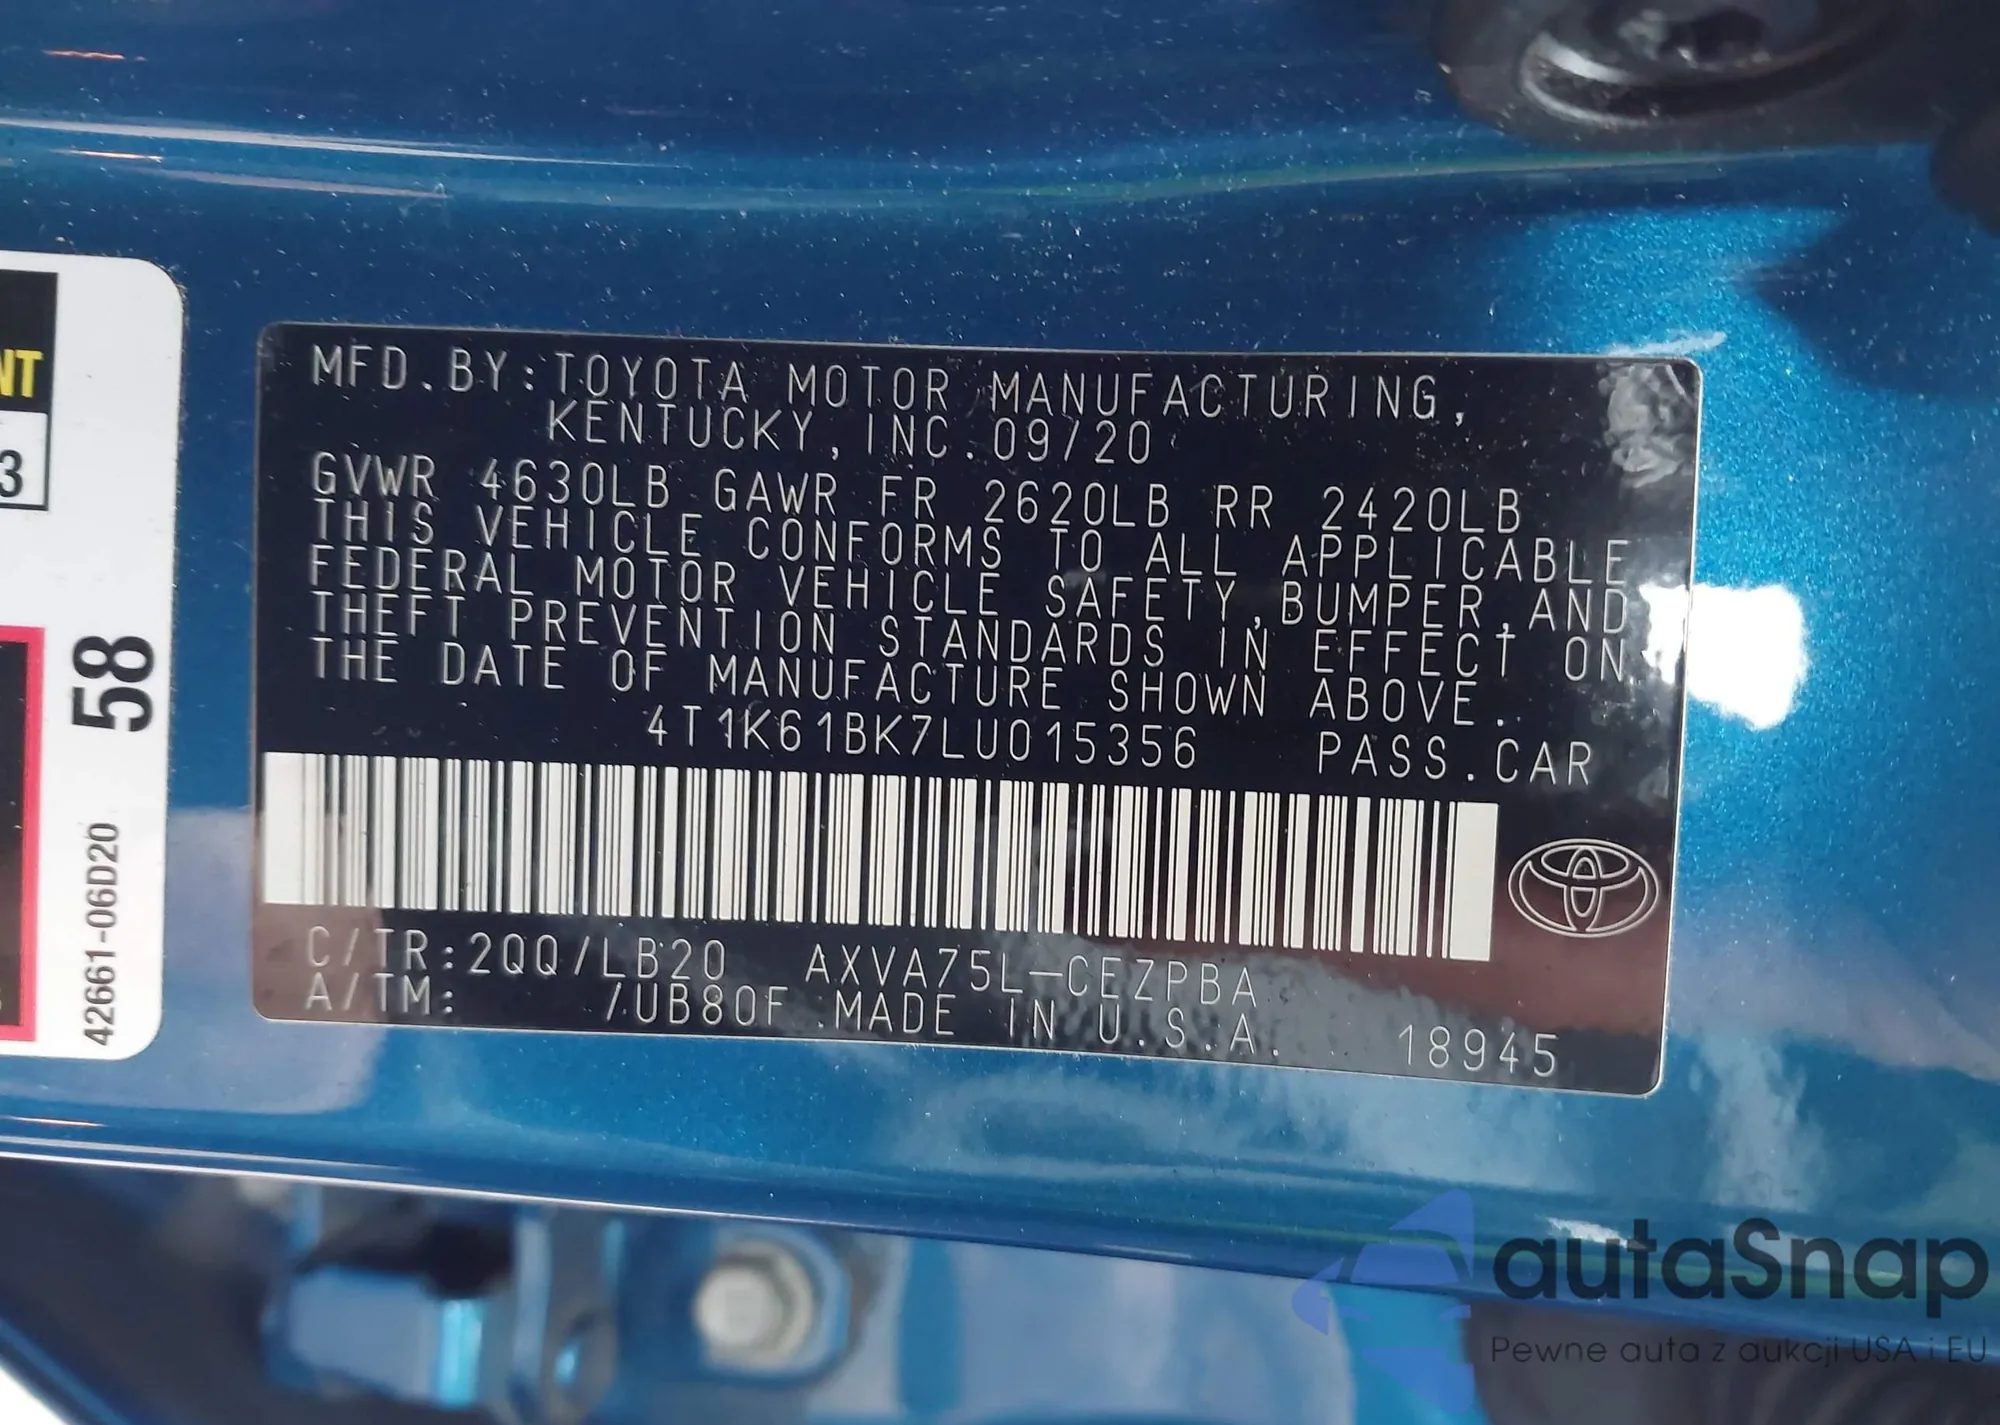 NT
3
58
42661-06D20
MFD.BY:TOYOTA MOTOR MANUFACTURING,
KENTUCKY, INC. 09/20
GVWR 4630LB GAWR FR 2620LB RR 2420LB
THIS VEHICLE CONFORMS TO ALL APPLICABLE
FEDERAL MOTOR VEHICLE SAFETY,BUMPER,AND
THEFT PREVENTION STANDARDS IN EFFECT ON
THE DATE OF MANUFACTURE SHOWN ABOVE.
4T1K61BK7LU015356 PASS.CAR
C/TR:2QQ/LB20 AXVA75L-CEZPBA
A/TM: /UB80F MADE IN U.S.A. 18945
autaSnap
Pewne auta z aukcji USA i EU